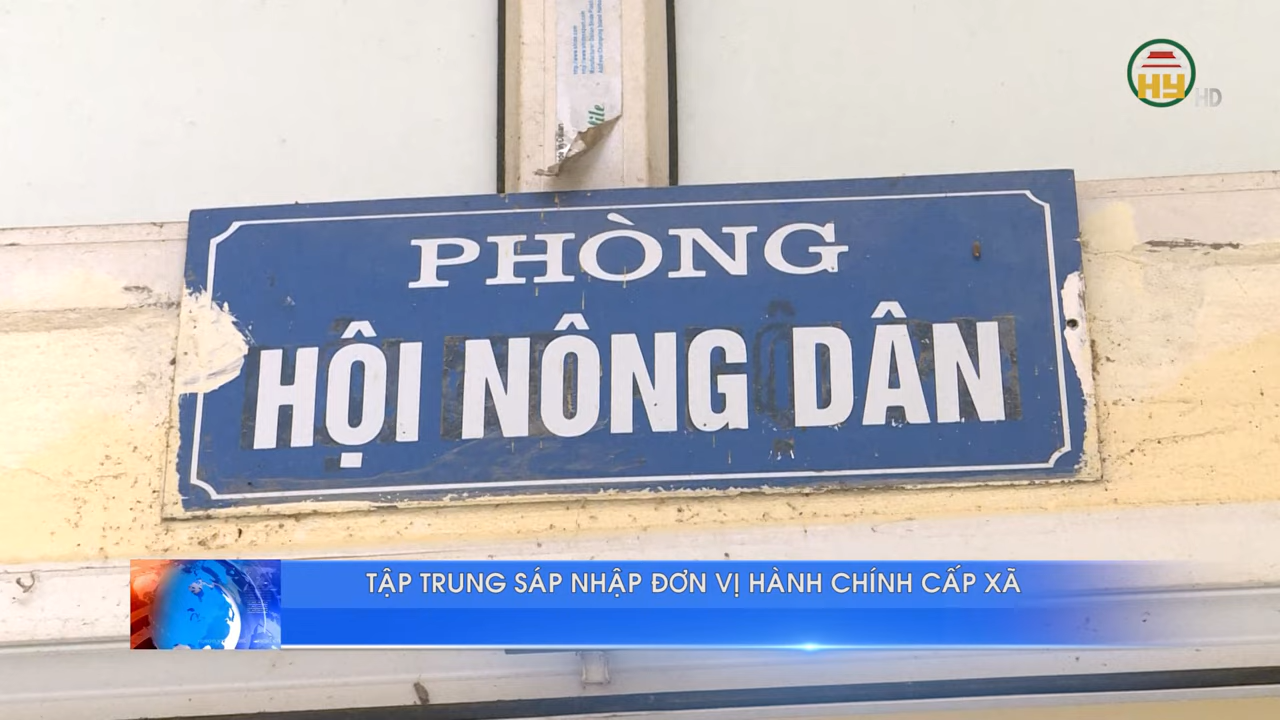 HY HD
PHÒNG
HỘI NÔNG DÂN
TẬP TRUNG SÁP NHẬP ĐƠN VỊ HÀNH CHÍNH CẤP XÃ